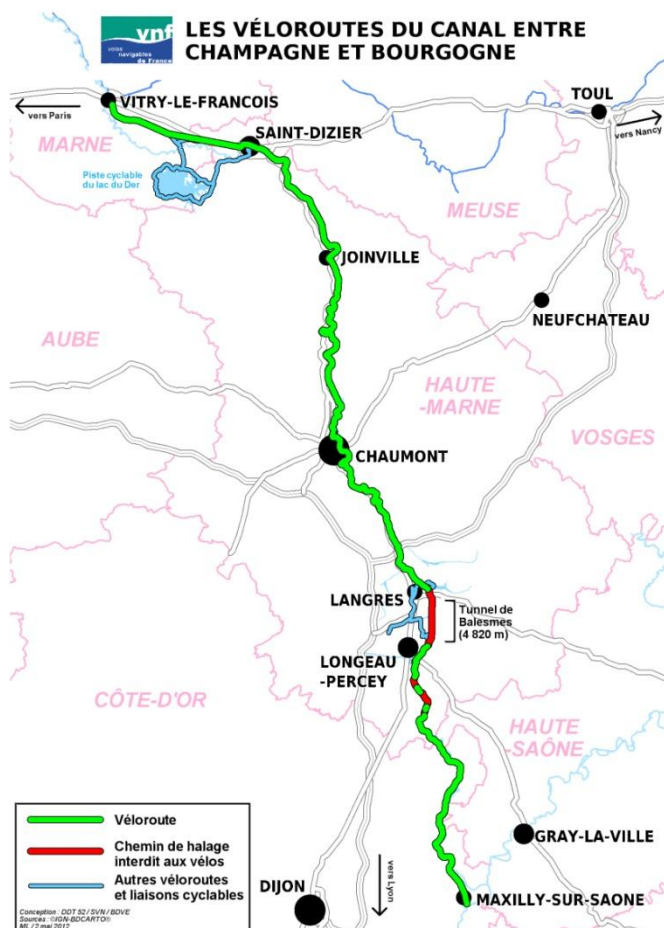 vnf
voies
navigables
de France
LES VÉLOROUTES DU CANAL ENTRE
CHAMPAGNE ET BOURGOGNE
VITRY-LE-FRANCOIS
vers Paris
TOUL
vers Nancy
SAINT-DIZIER
MARNE
Piste cyclable
du lac du Der
MEUSE
JOINVILLE
NEUFCHATEAU
AUBE
HAUTE
-MARNE
VOSGES
CHAUMONT
LANGRES
Tunnel de
Balesmes
(4 820 m)
LONGEAU
-PERCEY
CÔTE-D'OR
HAUTE
-SAÔNE
Véloroute
Chemin de halage
interdit aux vélos
Autres véloroutes
et liaisons cyclables
GRAY-LA-VILLE
vers Lyon
DIJON
MAXILLY-SUR-SAONE
Conception : DDT 52 / SVN / BDVE
Sources : ©IGN-BDCARTO®
ML / 2 mai 2012